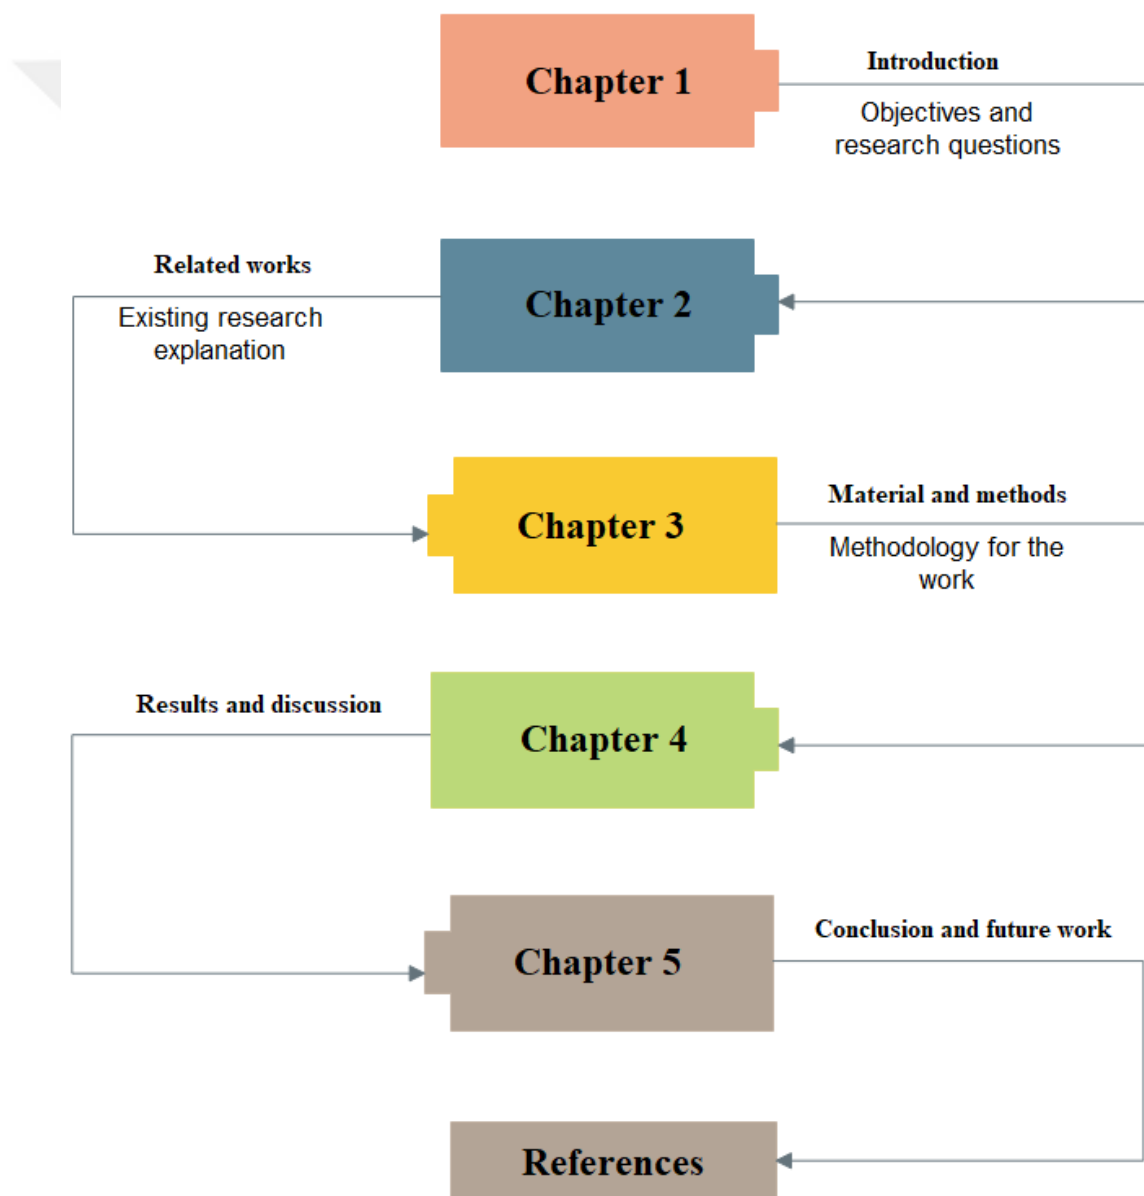 Chapter 1
Introduction
Objectives and
research questions
Related works
Existing research
explanation
Chapter 2
Chapter 3
Material and methods
Methodology for the
work
Results and discussion
Chapter 4
Chapter 5
Conclusion and future work
References